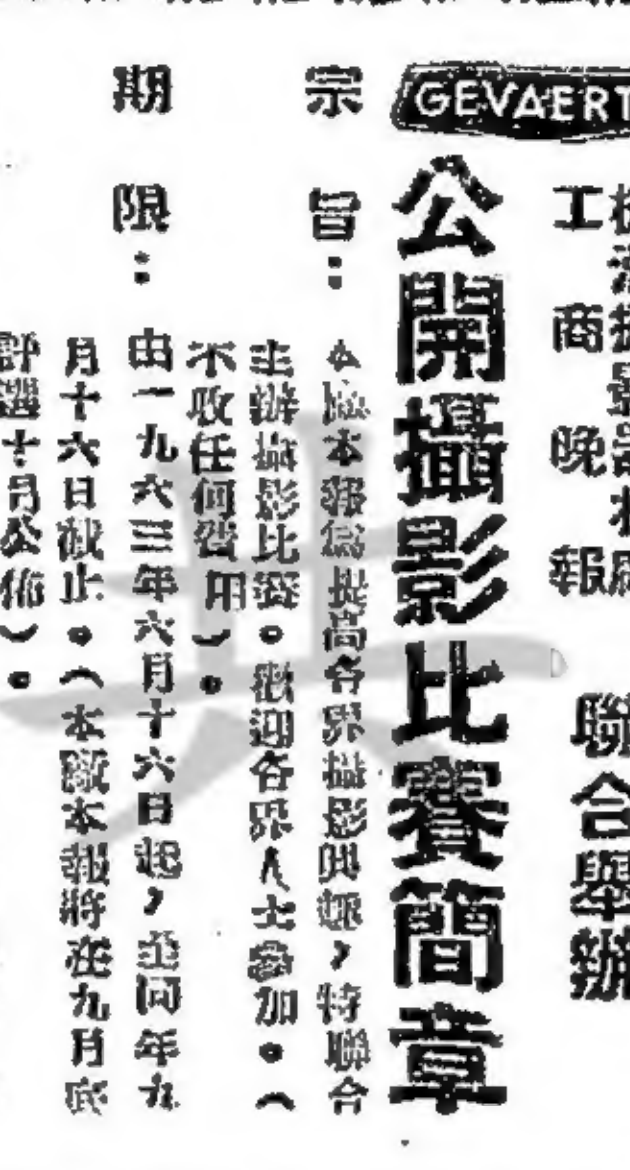 GEVAERT
工商晚報
聯合舉辦
公開攝影比賽簡章
宗旨：本廠本報為提高各界攝影興趣，特聯合
主辦攝影比賽。歡迎各界人士參加。（
不收任何費用）。
期限：由一九六三年六月十六日起，至同年九
月十六日截止。（本廠本報將在九月底
評選十月公佈）。